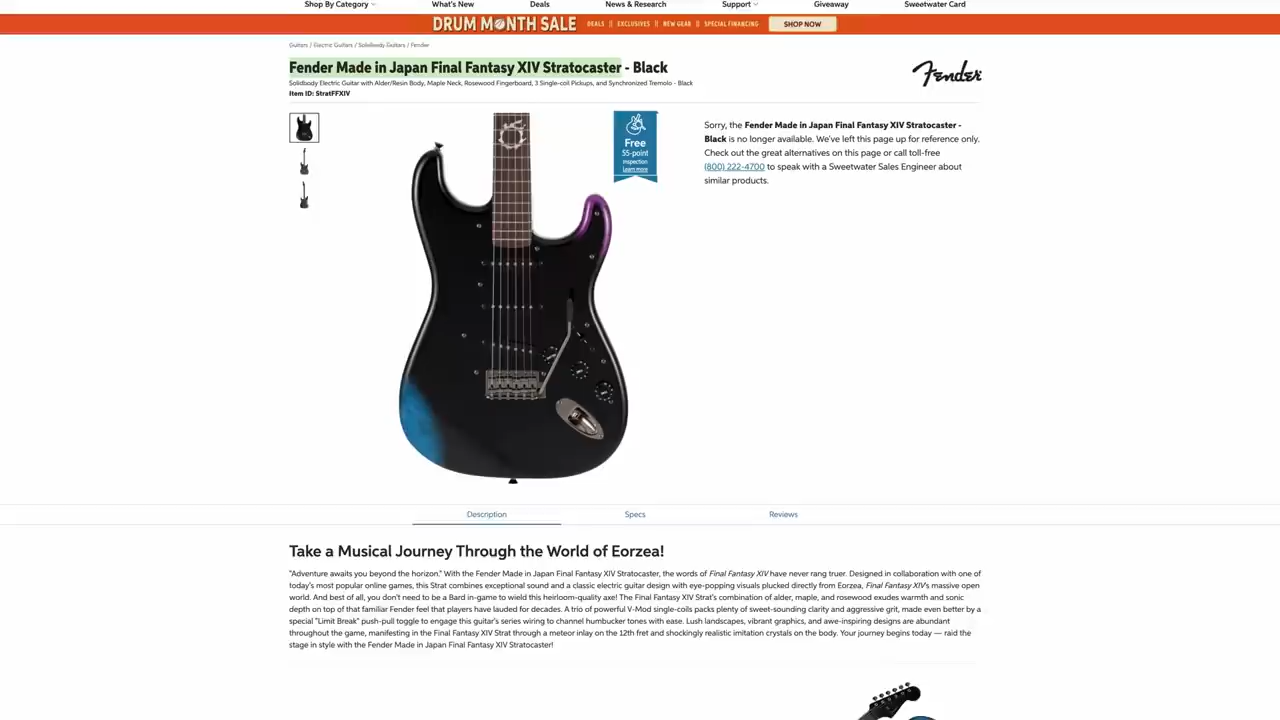 Shop By Category
What's New
Deals
News & Research
Support
Giveaway
Sweetwater Card
DRUM MONTH SALE
DEALS || EXCLUSIVES || NEW GEAR || SPECIAL FINANCING
SHOP NOW
Guitars / Electric Guitars / Solidbody Guitars / Fender
Fender Made in Japan Final Fantasy XIV Stratocaster - Black
Solidbody Electric Guitar with Alder/Resin Body, Maple Neck, Rosewood Fingerboard, 3 Single-coil Pickups, and Synchronized Tremolo - Black
Item ID: StratFFXIV
Fender
Free
55-point
inspection
Learn more
Sorry, the Fender Made in Japan Final Fantasy XIV Stratocaster -
Black is no longer available. We've left this page up for reference only.
Check out the great alternatives on this page or call toll-free
(800) 222-4700 to speak with a Sweetwater Sales Engineer about
similar products.
Description
Specs
Reviews
Take a Musical Journey Through the World of Eorzea!
"Adventure awaits you beyond the horizon." With the Fender Made in Japan Final Fantasy XIV Stratocaster, the words of Final Fantasy XIV have never rang truer. Designed in collaboration with one of
today's most popular online games, this Strat combines exceptional sound and a classic electric guitar design with eye-popping visuals plucked directly from Eorzea, Final Fantasy XIV's massive open
world. And best of all, you don't need to be a Bard in-game to wield this heirloom-quality axe! The Final Fantasy XIV Strat's combination of alder, maple, and rosewood exudes warmth and sonic
depth on top of that familiar Fender feel that players have lauded for decades. A trio of powerful V-Mod single-coils packs plenty of sweet-sounding clarity and aggressive grit, made even better by a
special "Limit Break" push-pull toggle to engage this guitar's series wiring to channel humbucker tones with ease. Lush landscapes, vibrant graphics, and awe-inspiring designs are abundant
throughout the game, manifesting in the Final Fantasy XIV Strat through a meteor inlay on the 12th fret and shockingly realistic imitation crystals on the body. Your journey begins today — raid the
stage in style with the Fender Made in Japan Final Fantasy XIV Stratocaster!